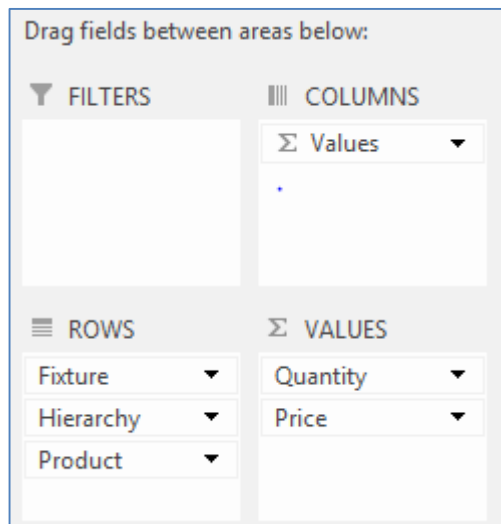 Drag fields between areas below:
FILTERS
COLUMNS
Σ Values
ROWS
Σ VALUES
Fixture
Quantity
Hierarchy
Price
Product